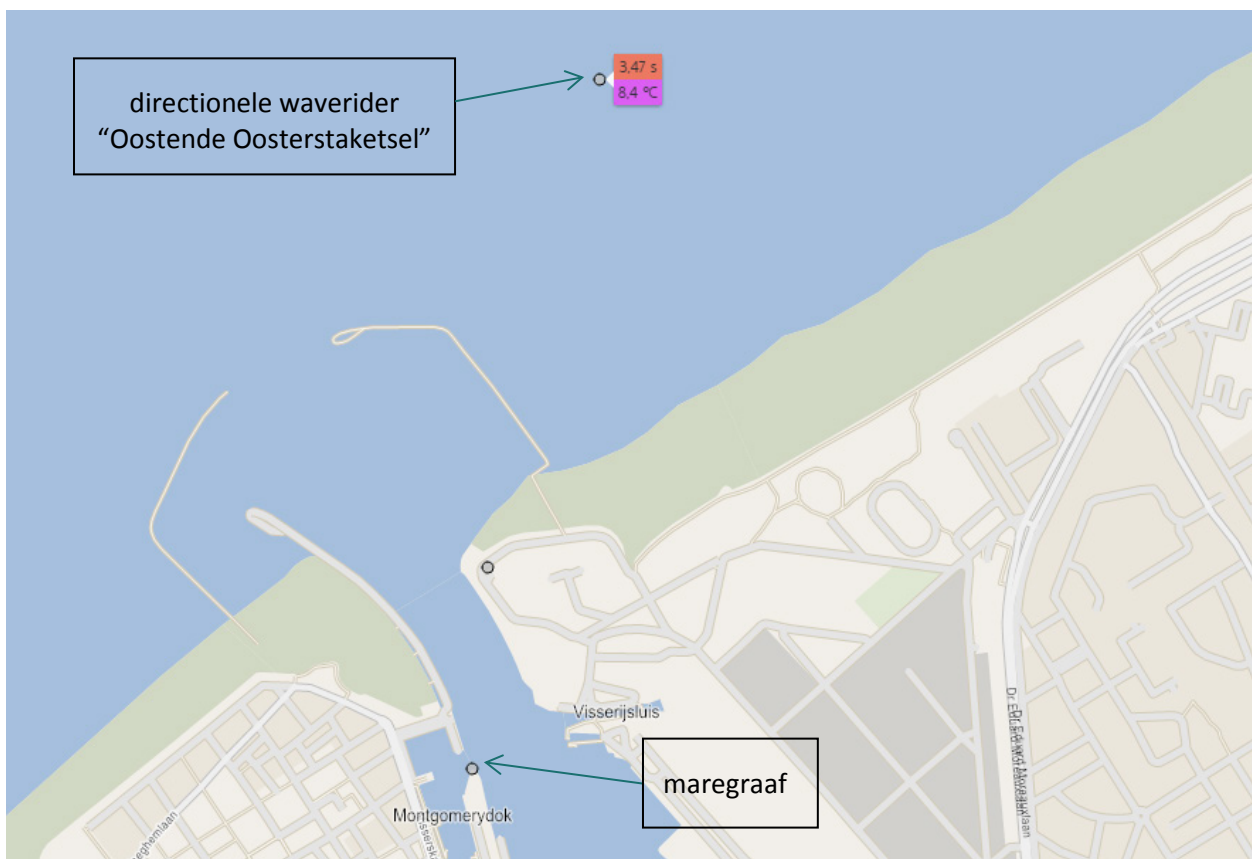 3,47 s
8,4 °C
directionele waverider
“Oostende Oosterstaketsel”
Visserijsluis
maregraaf
Montgomerydok